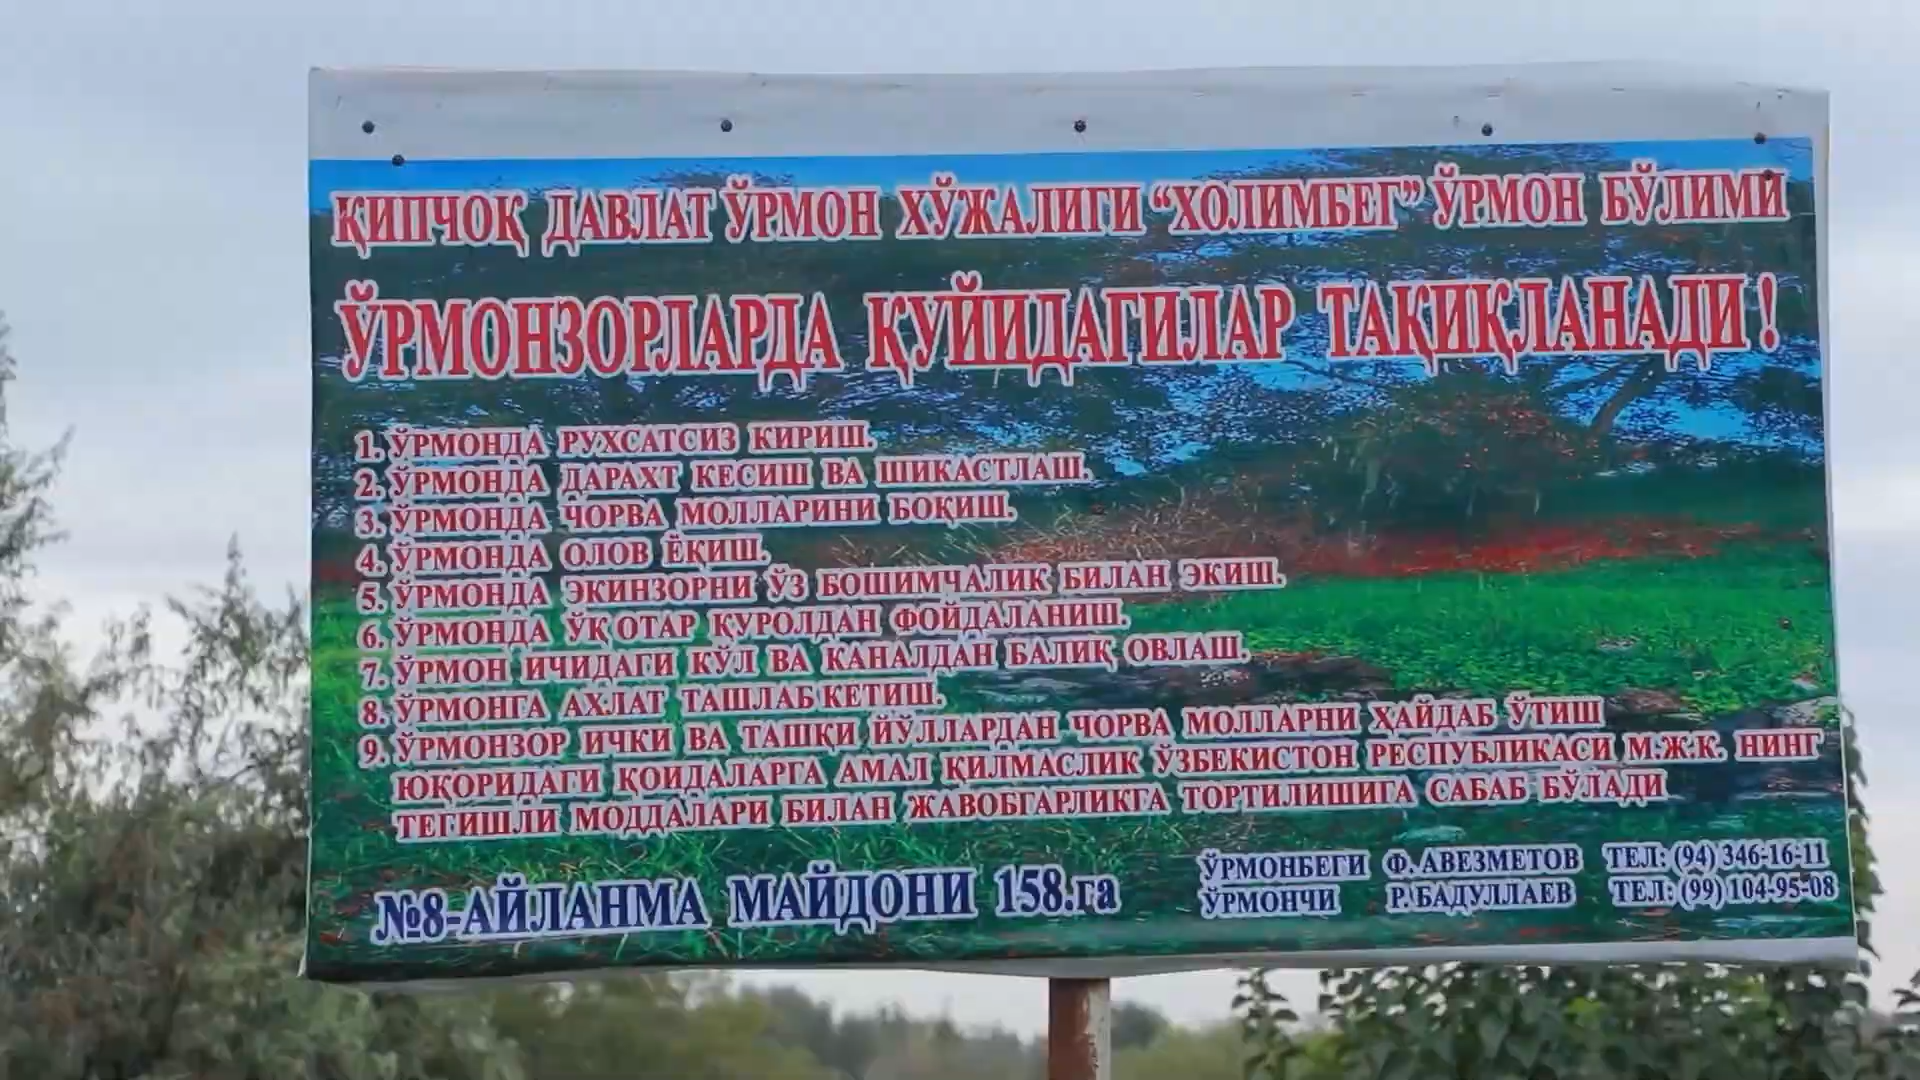 ҚИПЧОҚ ДАВЛАТ ЎРМОН ХЎЖАЛИГИ “ХОЛИМБЕГ” ЎРМОН БЎЛИМИ
ЎРМОНЗОРЛАРДА ҚУЙИДАГИЛАР ТАҚИҚЛАНАДИ!
1. ЎРМОНДА РУХСАТСИЗ КИРИШ.
2. ЎРМОНДА ДАРАХТ КЕСИШ ВА ШИКАСТЛАШ.
3. ЎРМОНДА ЧОРВА МОЛЛАРИНИ БОҚИШ.
4. ЎРМОНДА ОЛОВ ЁҚИШ.
5. ЎРМОНДА ЭКИНЗОРНИ ЎЗ БОШИМЧАЛИК БИЛАН ЭКИШ.
6. ЎРМОНДА ЎҚ ОТАР ҚУРОЛДАН ФОЙДАЛАНИШ.
7. ЎРМОН ИЧИДАГИ КЎЛ ВА КАНАЛДАН БАЛИҚ ОВЛАШ.
8. ЎРМОНГА АХЛАТ ТАШЛАБ КЕТИШ.
9. ЎРМОНЗОР ИЧКИ ВА ТАШҚИ ЙЎЛЛАРДАН ЧОРВА МОЛЛАРНИ ҲАЙДАБ ЎТИШ
ЮҚОРИДАГИ ҚОИДАЛАРГА АМАЛ ҚИЛМАСЛИК ЎЗБЕКИСТОН РЕСПУБЛИКАСИ М.Ж.К. НИНГ
ТЕГИШЛИ МОДДАЛАРИ БИЛАН ЖАВОБГАРЛИКГА ТОРТИЛИШИГА САБАБ БЎЛАДИ
№8-АЙЛАНМА МАЙДОНИ 158.га
ЎРМОНБЕГИ Ф. АВЕЗМЕТОВ ТЕЛ: (94) 346-16-11
ЎРМОНЧИ Р.БАДУЛЛАЕВ ТЕЛ: (99) 104-95-08